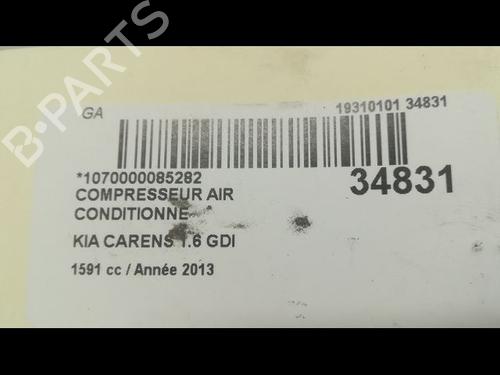 B-PARTS
GA
19310101 34831
*1070000085282
34831
COMPRESSEUR AIR
CONDITIONNE
KIA CARENS 1.6 GDI
1591 cc / Année 2013